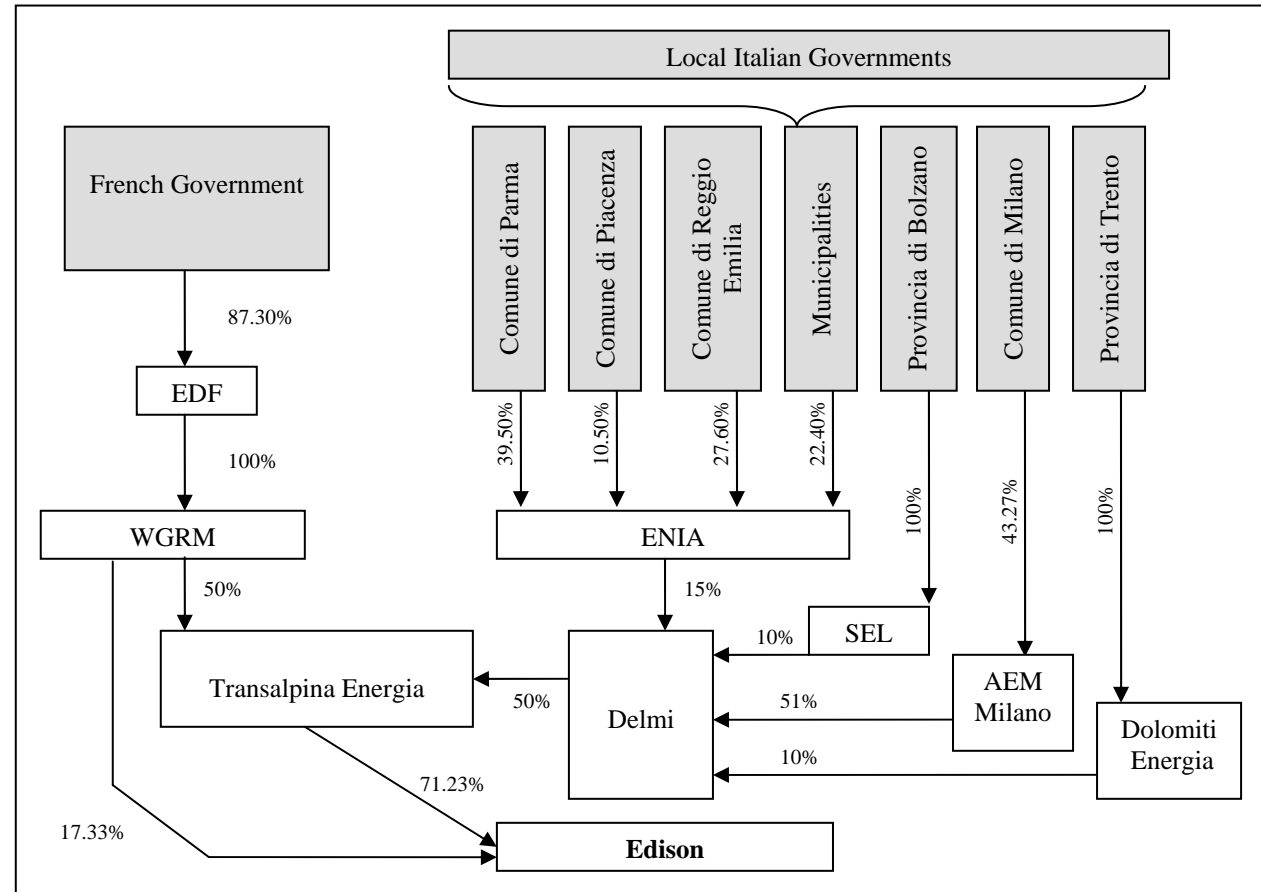 Local Italian Governments
French Government
Comune di Parma
Comune di Piacenza
Comune di Reggio
Emilia
Municipalities
Provincia di Bolzano
Comune di Milano
Provincia di Trento
87.30%
EDF
39.50%
10.50%
27.60%
22.40%
100%
100%
43.27%
100%
WGRM
ENIA
50%
15%
SEL
10%
Transalpina Energia
50%
Delmi
51%
AEM
Milano
10%
Dolomiti
Energia
71.23%
17.33%
Edison